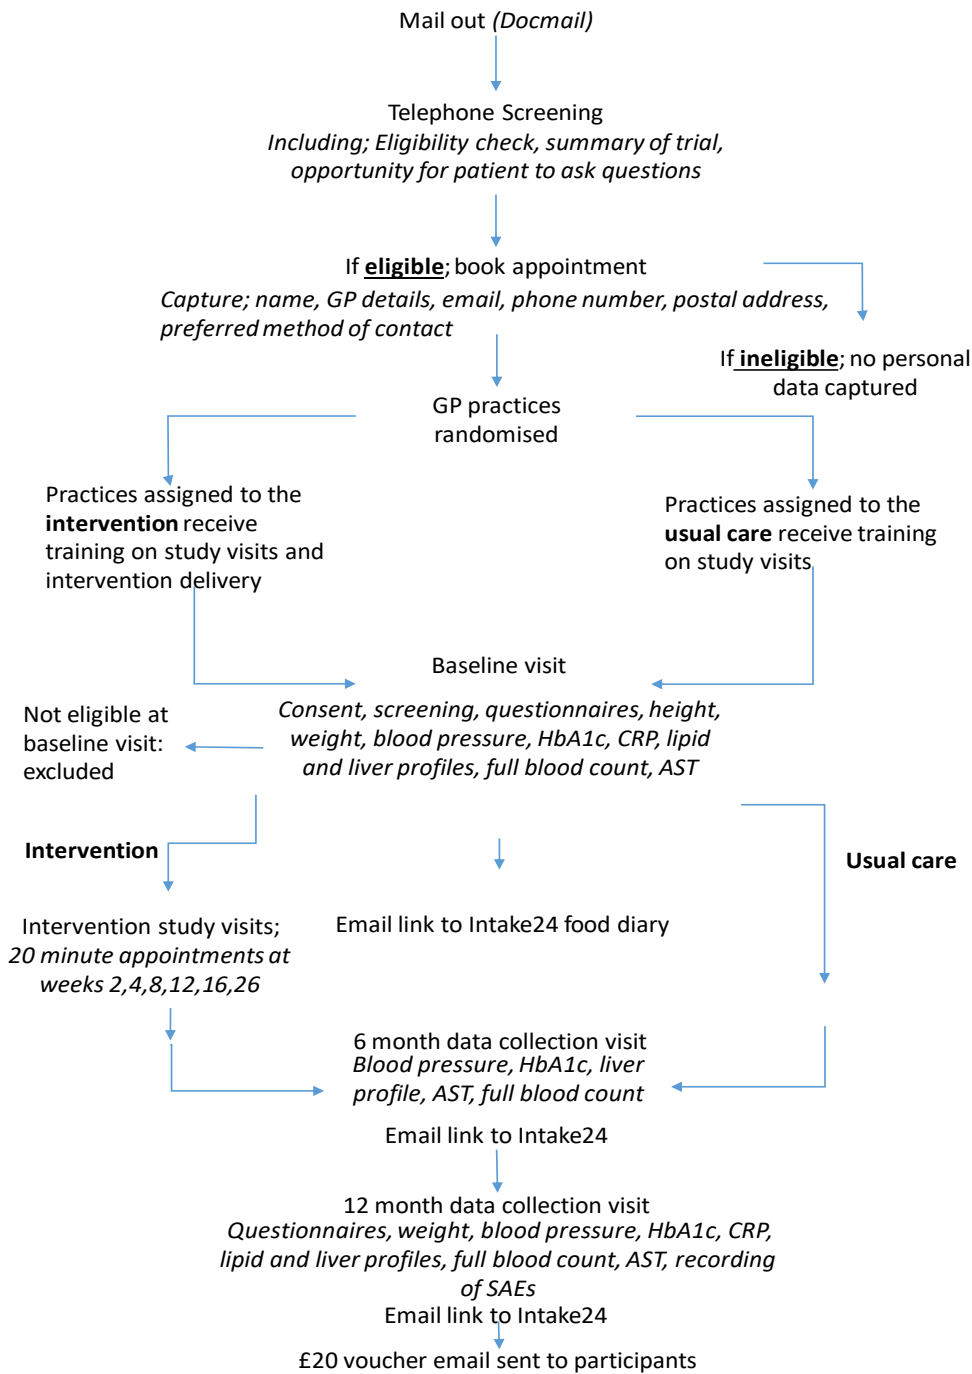 Mail out (Docmail)
Telephone Screening
Including; Eligibility check, summary of trial,
opportunity for patient to ask questions
If eligible; book appointment
Capture; name, GP details, email, phone number, postal address,
preferred method of contact
If ineligible; no personal
data captured
GP practices
randomised
Practices assigned to the
intervention receive
training on study visits and
intervention delivery
Practices assigned to the
usual care receive training
on study visits
Baseline visit
Consent, screening, questionnaires, height,
weight, blood pressure, HbA1c, CRP, lipid
and liver profiles, full blood count, AST
Not eligible at
baseline visit:
excluded
Intervention
Usual care
Intervention study visits;
20 minute appointments at
weeks 2,4,8,12,16,26
Email link to Intake24 food diary
6 month data collection visit
Blood pressure, HbA1c, liver
profile, AST, full blood count
Email link to Intake24
12 month data collection visit
Questionnaires, weight, blood pressure, HbA1c, CRP,
lipid and liver profiles, full blood count, AST, recording
of SAEs
Email link to Intake24
£20 voucher email sent to participants